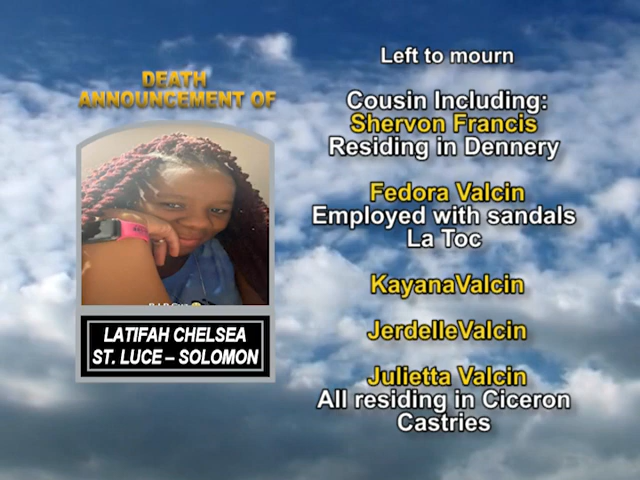 DEATH
ANNOUNCEMENT OF
LATIFAH CHELSEA
ST. LUCE – SOLOMON
Left to mourn
Cousin Including:
Shervon Francis
Residing in Dennery
Fedora Valcin
Employed with sandals
La Toc
KayanaValcin
JerdelleValcin
Julietta Valcin
All residing in Ciceron
Castries